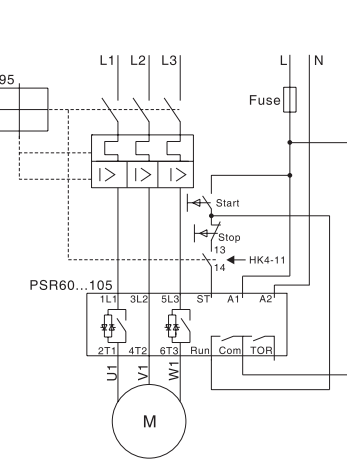 L1 L2 L3 L N
95
Fuse
I> I> I>
Start
Stop
13
HK4-11
14
PSR60...105
1L1 3L2 5L3 ST A1 A2
2T1 4T2 6T3 Run Com TOR
U1 V1 W1
M